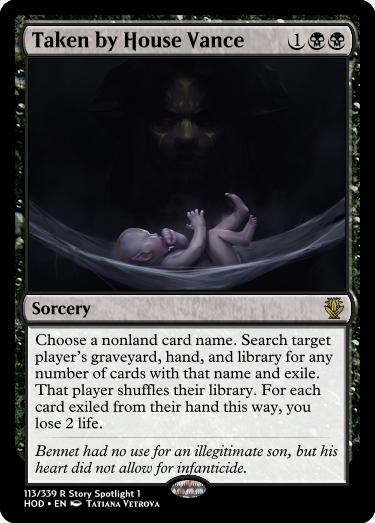 Taken by House Vance 1
Sorcery
Choose a nonland card name. Search target
player's graveyard, hand, and library for any
number of cards with that name and exile.
That player shuffles their library. For each
card exiled from their hand this way, you
lose 2 life.
Bennet had no use for an illegitimate son, but his
heart did not allow for infanticide.
113/339 R Story Spotlight 1
HOD • EN Tatiana Vetrova